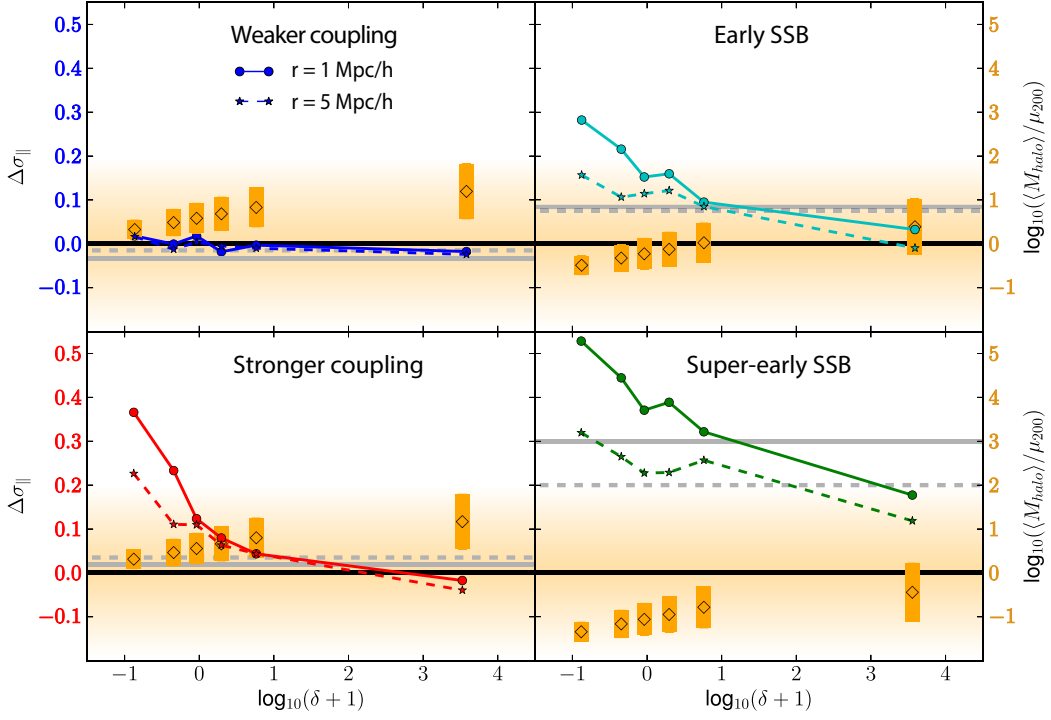 Weaker coupling
r = 1 Mpc/h
r = 5 Mpc/h
Early SSB
0.5
0.4
0.3
0.2
0.1
0.0
−0.1
Δσ∥
5
4
3
2
1
0
−1
log10(⟨Mhalo⟩/μ200)
Stronger coupling
Super-early SSB
0.5
0.4
0.3
0.2
0.1
0.0
−0.1
Δσ∥
5
4
3
2
1
0
−1
log10(⟨Mhalo⟩/μ200)
−1 0 1 2 3 4
−1 0 1 2 3 4
log10(δ + 1)
log10(δ + 1)